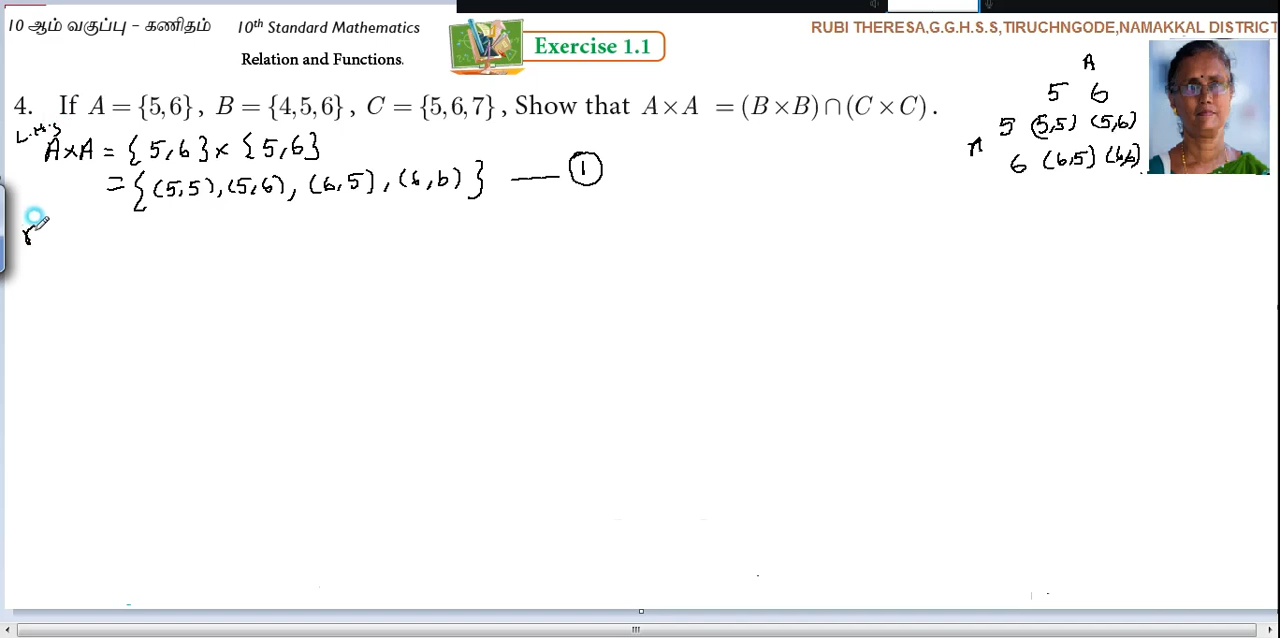 10 ஆம் வகுப்பு – கணிதம் 10th Standard Mathematics
Relation and Functions.
Exercise 1.1
RUBI THERESA,G.G.H.S.S,TIRUCHNGODE,NAMAKKAL DISTRICT
4. If A = {5,6} , B = {4,5,6} , C = {5,6,7} , Show that A×A = (B×B)∩(C×C) .
L.H.S
A×A = {5,6} × {5,6}
= {(5,5),(5,6), (6,5), (6,6)} — ①
A
5 6
5 (5,5) (5,6)
A
6 (6,5) (6,6)